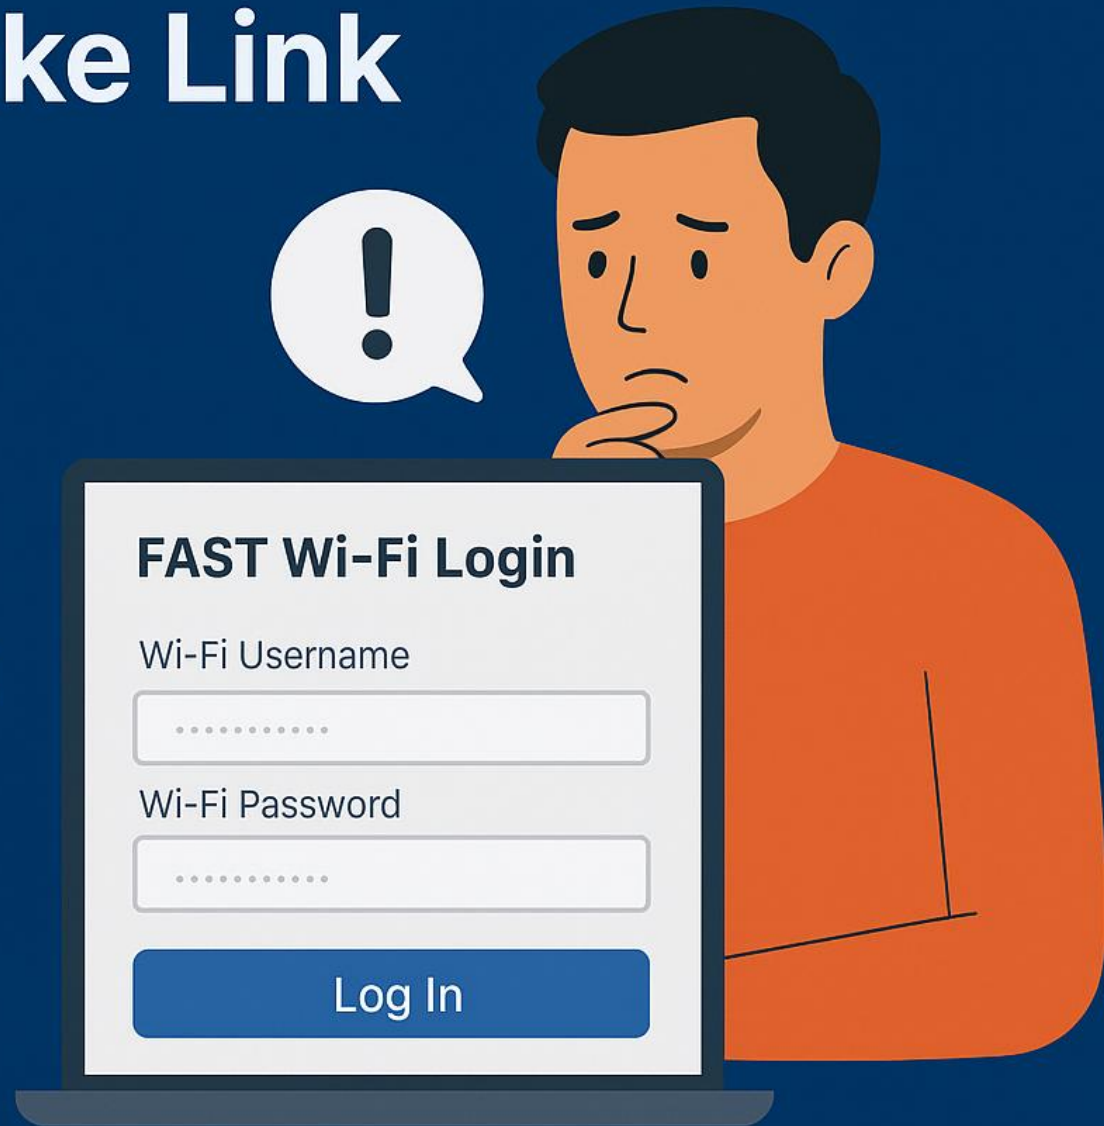 ke Link
!
FAST Wi-Fi Login
Wi-Fi Username
Wi-Fi Password
Log In